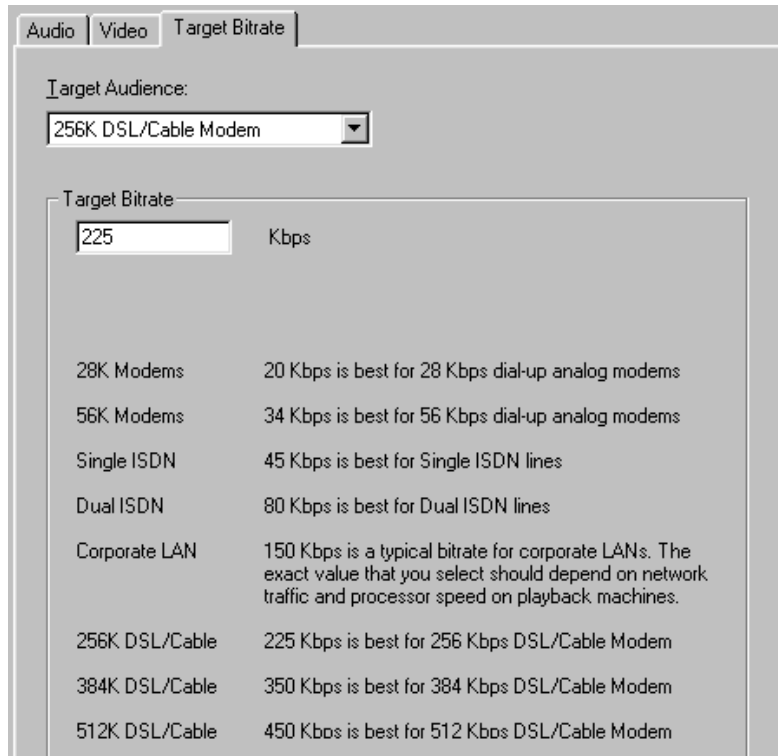 Audio
Video
Target Bitrate
Target Audience:
256K DSL/Cable Modem
Target Bitrate
225 Kbps
28K Modems 20 Kbps is best for 28 Kbps dial-up analog modems
56K Modems 34 Kbps is best for 56 Kbps dial-up analog modems
Single ISDN 45 Kbps is best for Single ISDN lines
Dual ISDN 80 Kbps is best for Dual ISDN lines
Corporate LAN 150 Kbps is a typical bitrate for corporate LANs. The
exact value that you select should depend on network
traffic and processor speed on playback machines.
256K DSL/Cable 225 Kbps is best for 256 Kbps DSL/Cable Modem
384K DSL/Cable 350 Kbps is best for 384 Kbps DSL/Cable Modem
512K DSL/Cable 450 Kbps is best for 512 Kbps DSL/Cable Modem